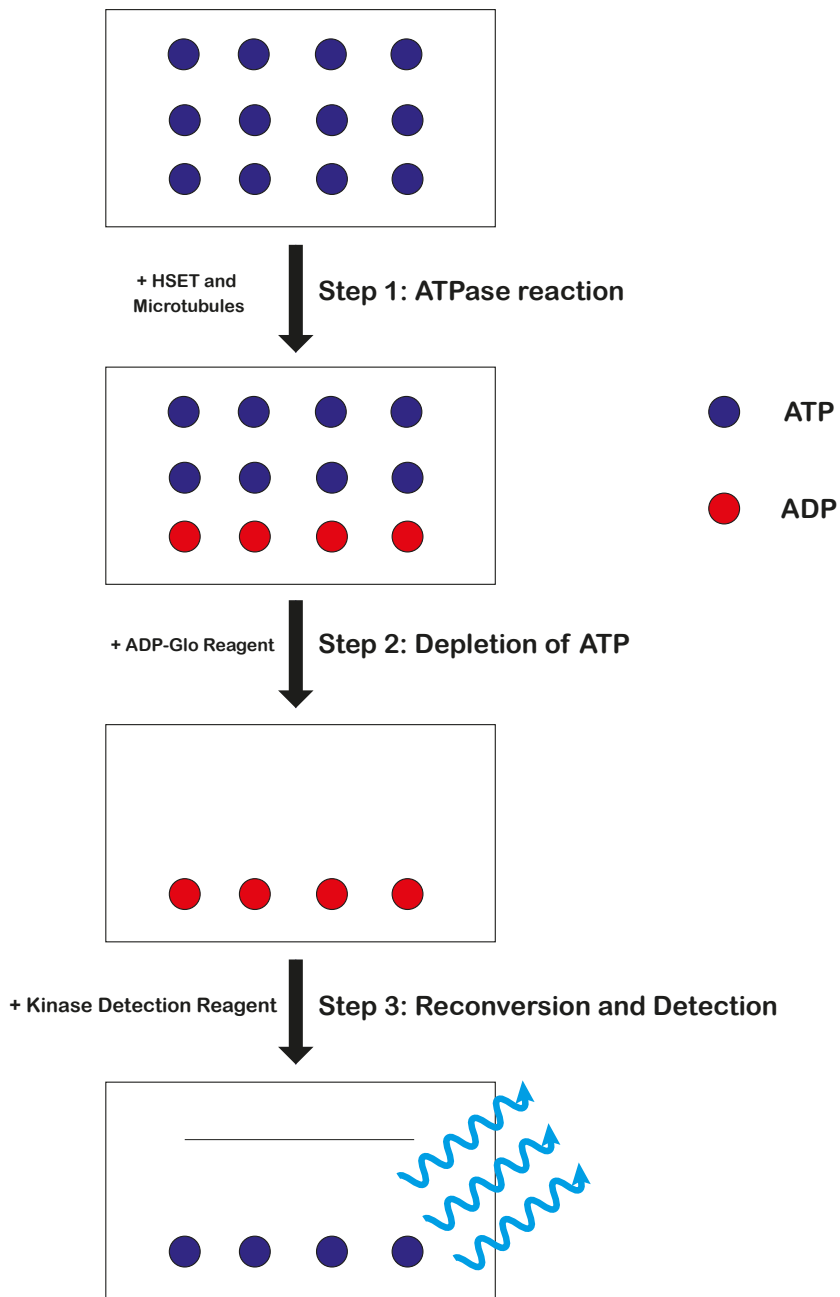 + HSET and
Microtubules
Step 1: ATPase reaction
ATP
ADP
+ ADP-Glo Reagent
Step 2: Depletion of ATP
+ Kinase Detection Reagent
Step 3: Reconversion and Detection